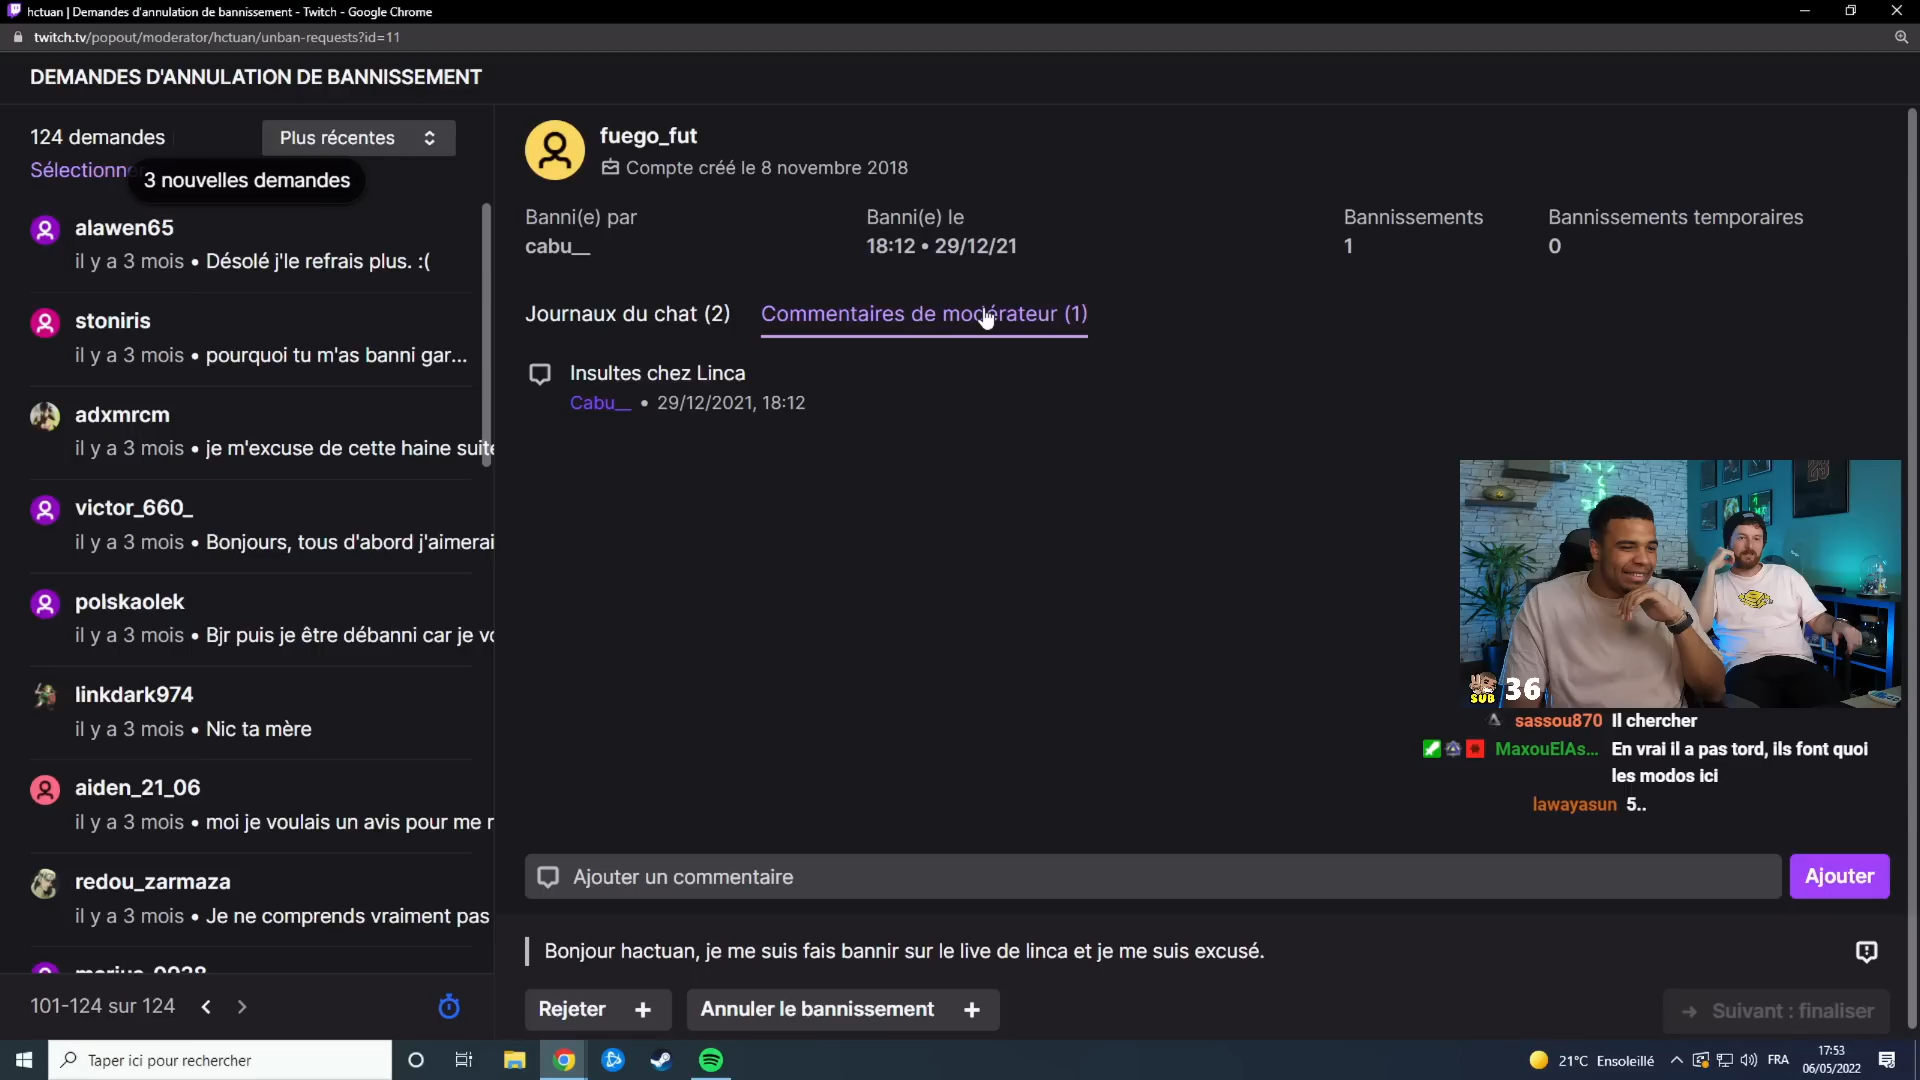 hctuan | Demandes d'annulation de bannissement - Twitch - Google Chrome
twitch.tv/popout/moderator/hctuan/unban-requests?id=11
DEMANDES D'ANNULATION DE BANNISSEMENT
124 demandes
Plus récentes
3 nouvelles demandes
alawen65
il y a 3 mois • Désolé j'le refrais plus. :(
stoniris
il y a 3 mois • pourquoi tu m'as banni gar...
adxmrcm
il y a 3 mois • je m'excuse de cette haine suite
victor_660_
il y a 3 mois • Bonjours, tous d'abord j'aimerai
polskaolek
il y a 3 mois • Bjr puis je être débanni car je
linkdark974
il y a 3 mois • Nic ta mère
aiden_21_06
il y a 3 mois • moi je voulais un avis pour me
redou_zarmaza
il y a 3 mois • Je ne comprends vraiment pas
101-124 sur 124
fuego_fut
Compte créé le 8 novembre 2018
Banni(e) par
cabu__
Banni(e) le
18:12 • 29/12/21
Bannissements
1
Bannissements temporaires
0
Journaux du chat (2)
Commentaires de modérateur (1)
Insultes chez Linca
Cabu__ • 29/12/2021, 18:12
SUB 36
sassou870 Il chercher
MaxouElAs... En vrai il a pas tord, ils font quoi
les modos ici
lawayasun 5..
Ajouter un commentaire
Ajouter
Bonjour hactuan, je me suis fais bannir sur le live de linca et je me suis excusé.
Rejeter +
Annuler le bannissement +
→ Suivant : finaliser
Taper ici pour rechercher
21°C Ensoleillé
FRA
17:53
06/05/2022